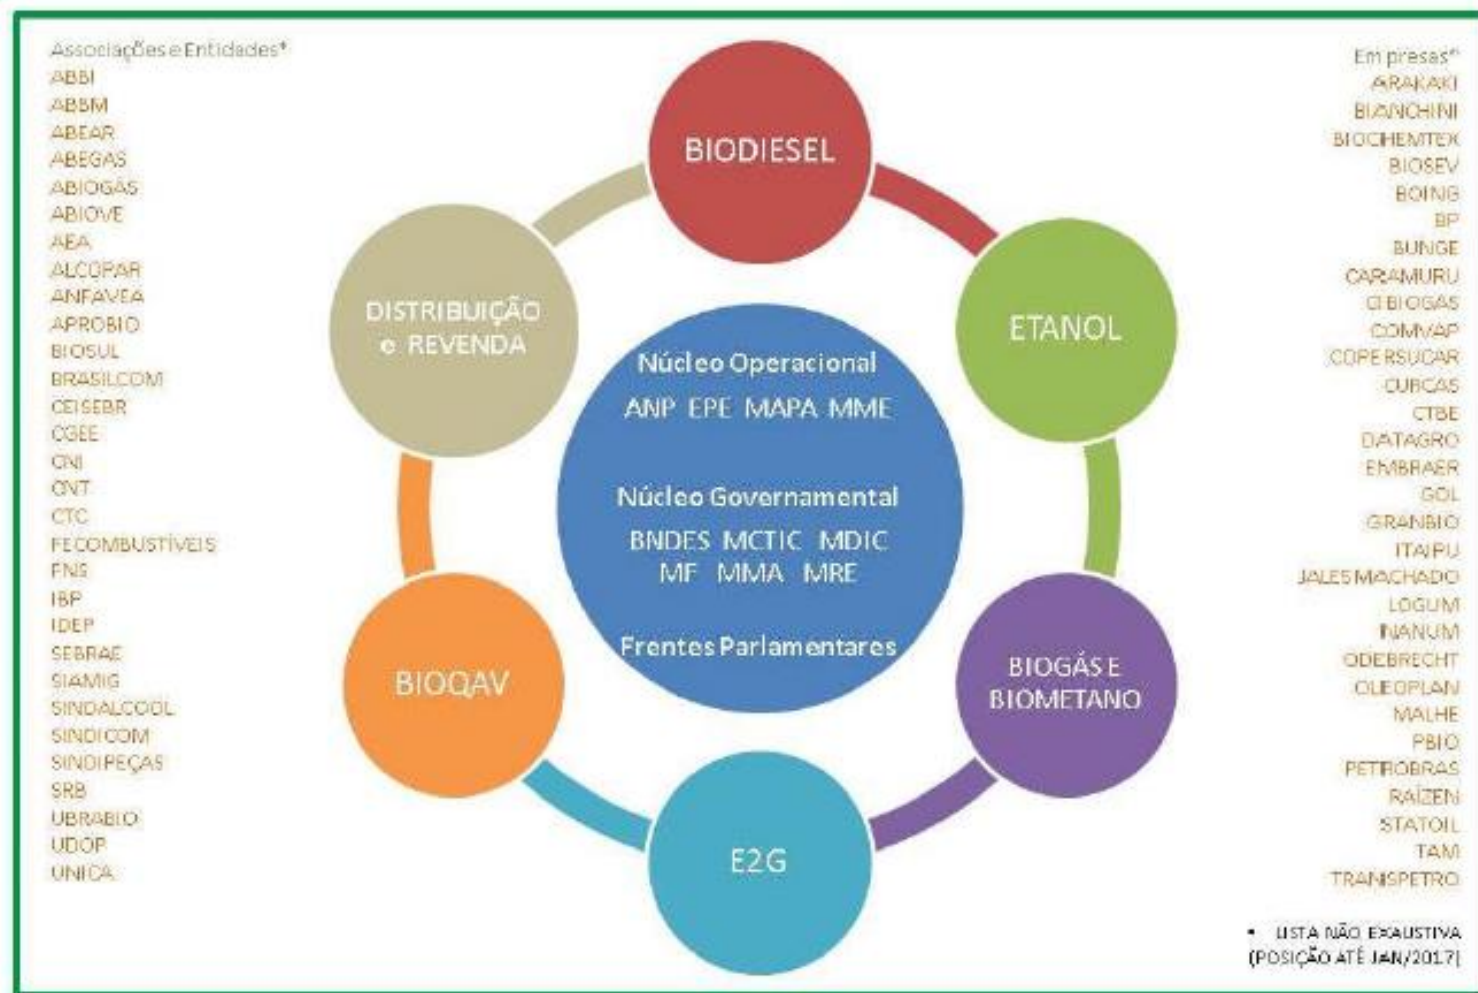 Associações e Entidades*
ABBI
ABBM
ABEAR
ABEGAS
ABIOGÁS
ABIOVE
AEA
ALCOPAR
ANFAVEA
APROBIO
BIOSUL
BRASILCOM
CEISEBR
CGEE
CNI
CNT
CTC
FECOMBUSTÍVEIS
FNS
IBP
IDEP
SEBRAE
SIAMIG
SINDALCOOL
SINDICOM
SINDIPEÇAS
SRB
UBRABIO
UDOP
UNICA
BIODIESEL
DISTRIBUIÇÃO
e REVENDA
ETANOL
Núcleo Operacional
ANP EPE MAPA MME
Núcleo Governamental
BNDES MCTIC MDIC
MF MMA MRE
Frentes Parlamentares
BIOQAV
BIOGÁS E
BIOMETANO
E2G
Empresas*
ARAKAKI
BIANCHINI
BIOCHEMTEX
BIOSEV
BOING
BP
BUNGE
CARAMURU
CIBIOGÁS
COMVAP
COPERSUCAR
CURCAS
CTBE
DATAGRO
EMBRAER
GOL
GRANBIO
ITAIPU
JALES MACHADO
LOGUM
NANUM
ODEBRECHT
OLEOPLAN
MALHE
PBIO
PETROBRAS
RAÍZEN
STATOIL
TAM
TRANSPETRO
* LISTA NÃO EXAUSTIVA
(POSIÇÃO ATÉ JAN/2017)